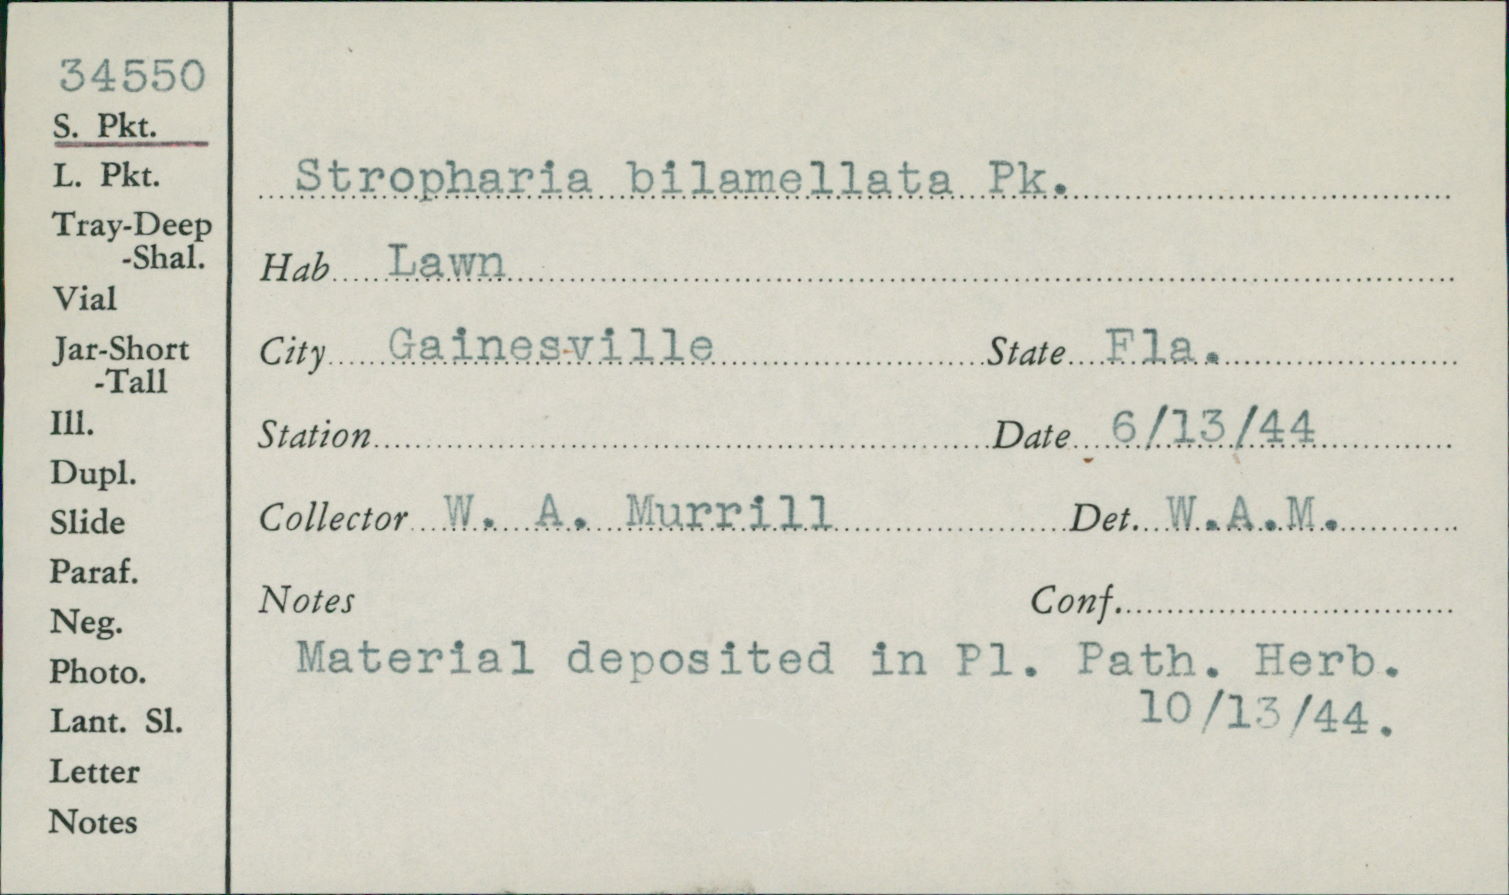 34550
S. Pkt.
L. Pkt.
Tray-Deep
-Shal.
Vial
Jar-Short
-Tall
Ill.
Dupl.
Slide
Paraf.
Neg.
Photo.
Lant. Sl.
Letter
Notes
Stropharia bilamellata Pk.
Hab Lawn
City Gainesville State Fla.
Station Date 6/13/44
Collector W. A. Murrill Det. W.A.M.
Notes Conf.
Material deposited in Pl. Path. Herb.
10/13/44.